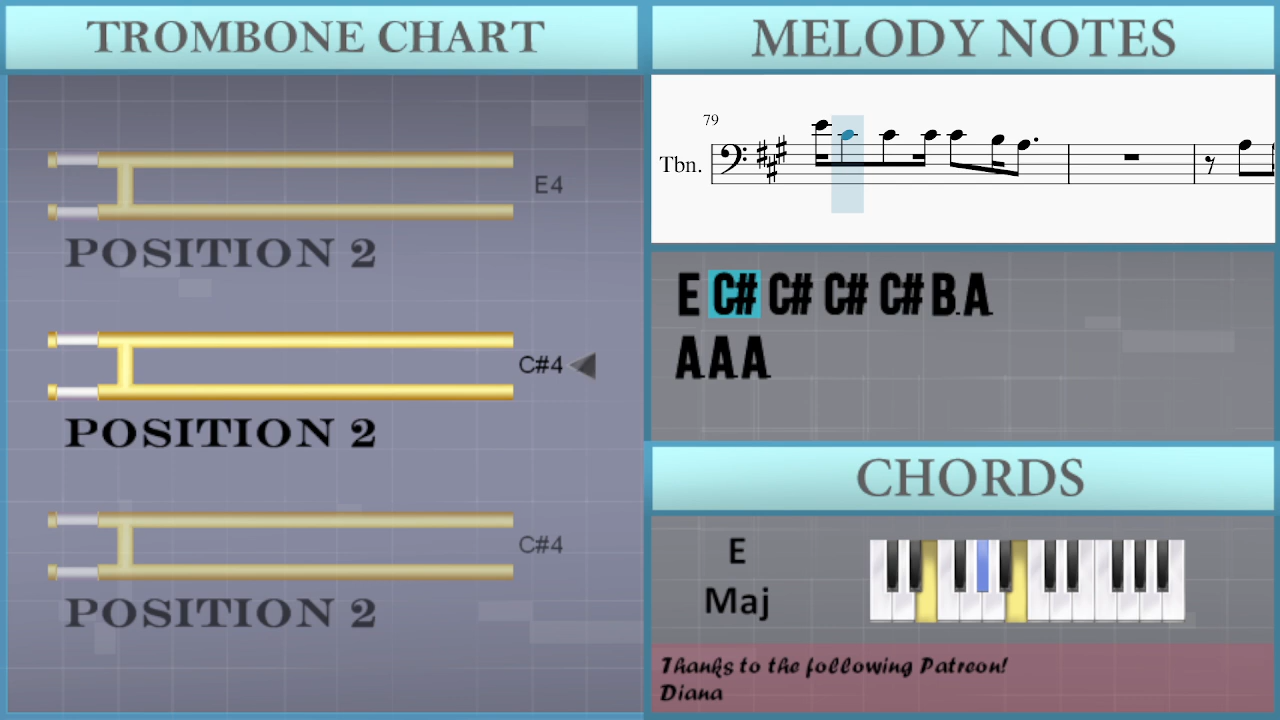 TROMBONE CHART
E4
POSITION 2
C#4
POSITION 2
C#4
POSITION 2
MELODY NOTES
79
Tbn.
E C# C# C# C# B. A.
A A A
CHORDS
E
Maj
Thanks to the following Patreon!
Diana